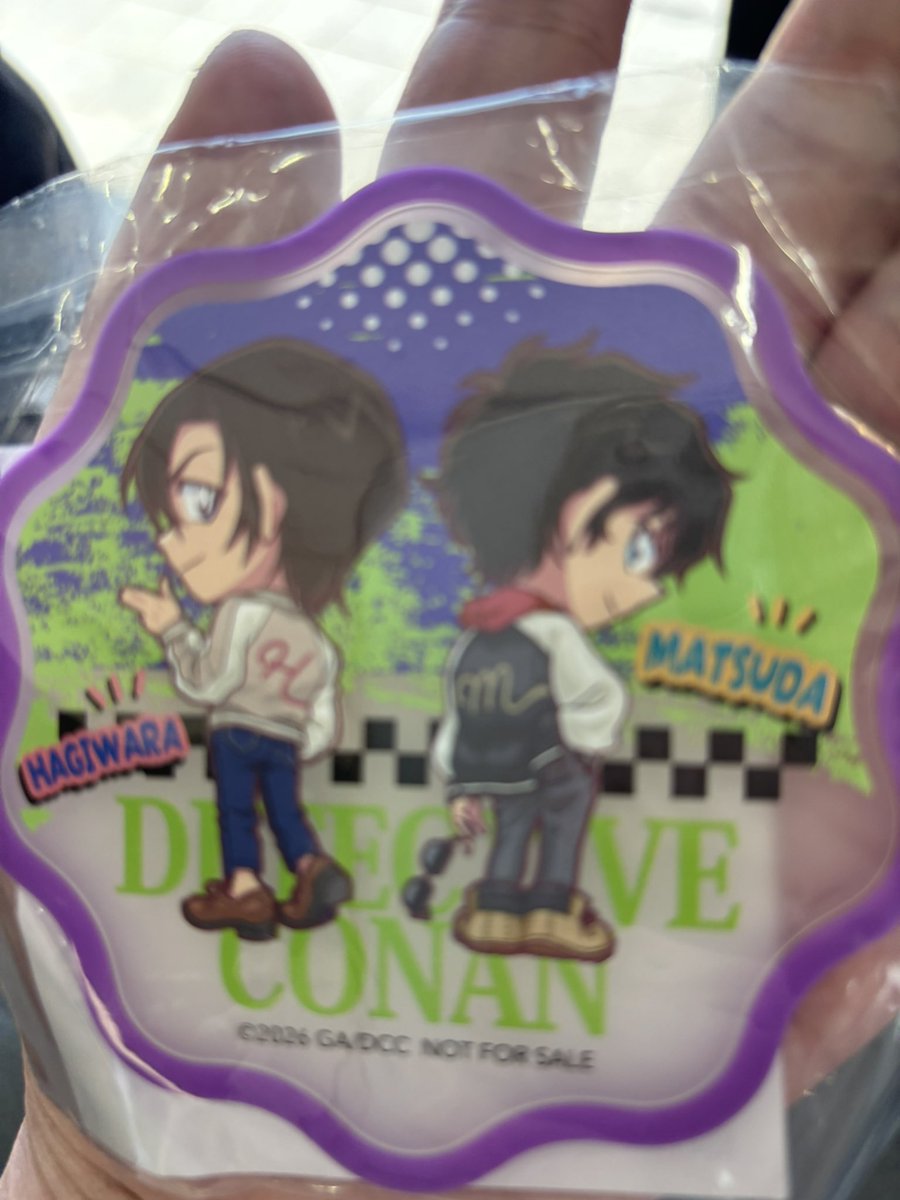 H
m
MATSUDA
HAGIWARA
DETECTIVE
CONAN
©2026 GA/DCC NOT FOR SALE